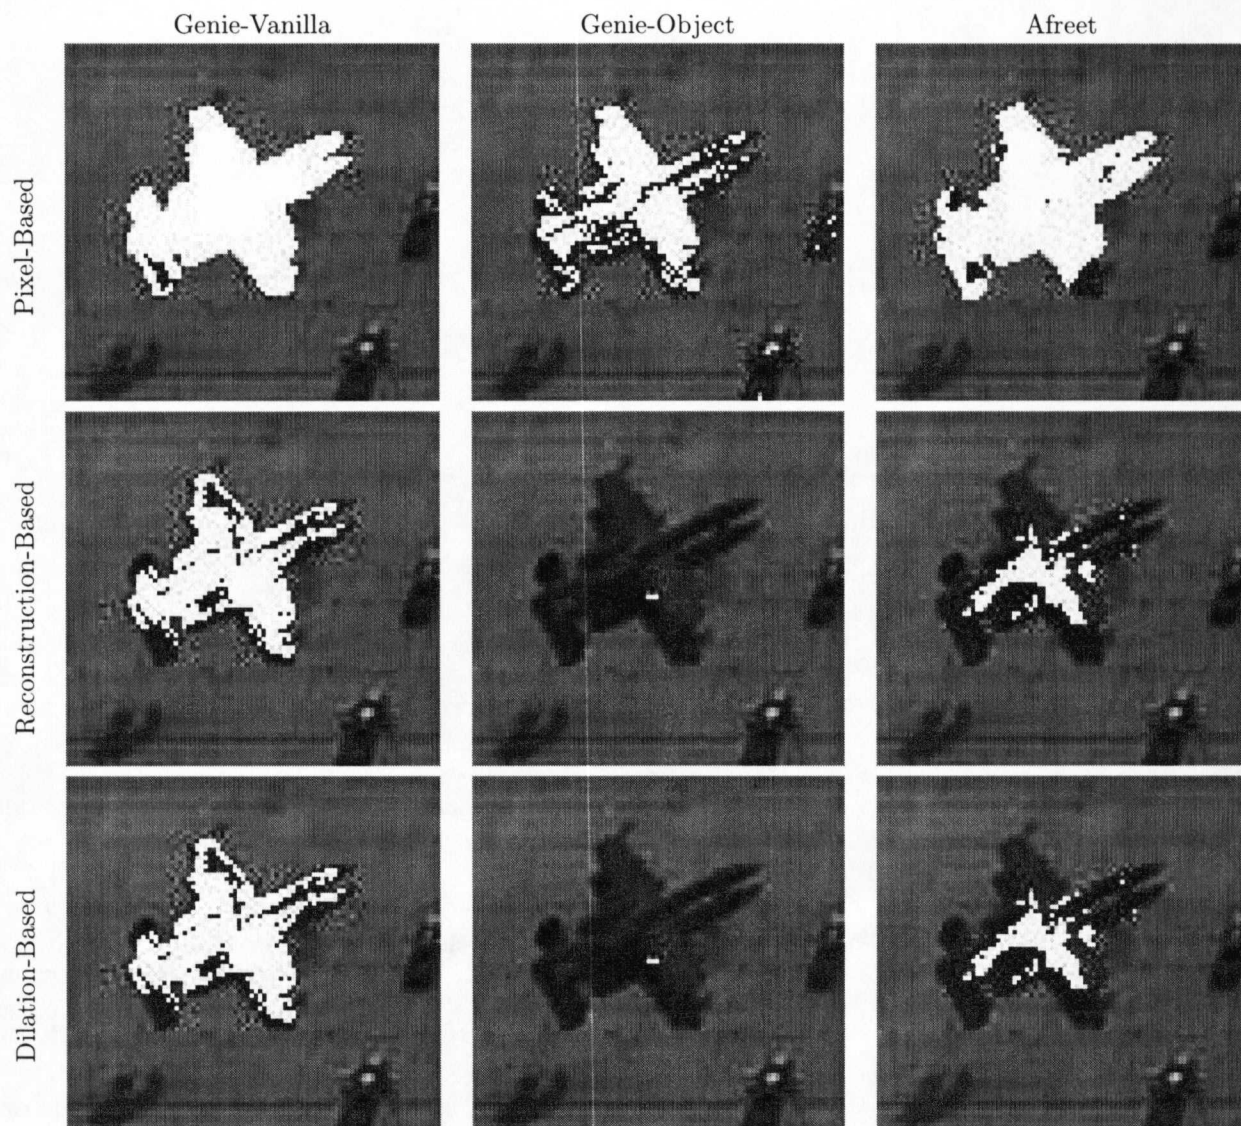 Genie-Vanilla
Genie-Object
Afreet
Pixel-Based
Reconstruction-Based
Dilation-Based